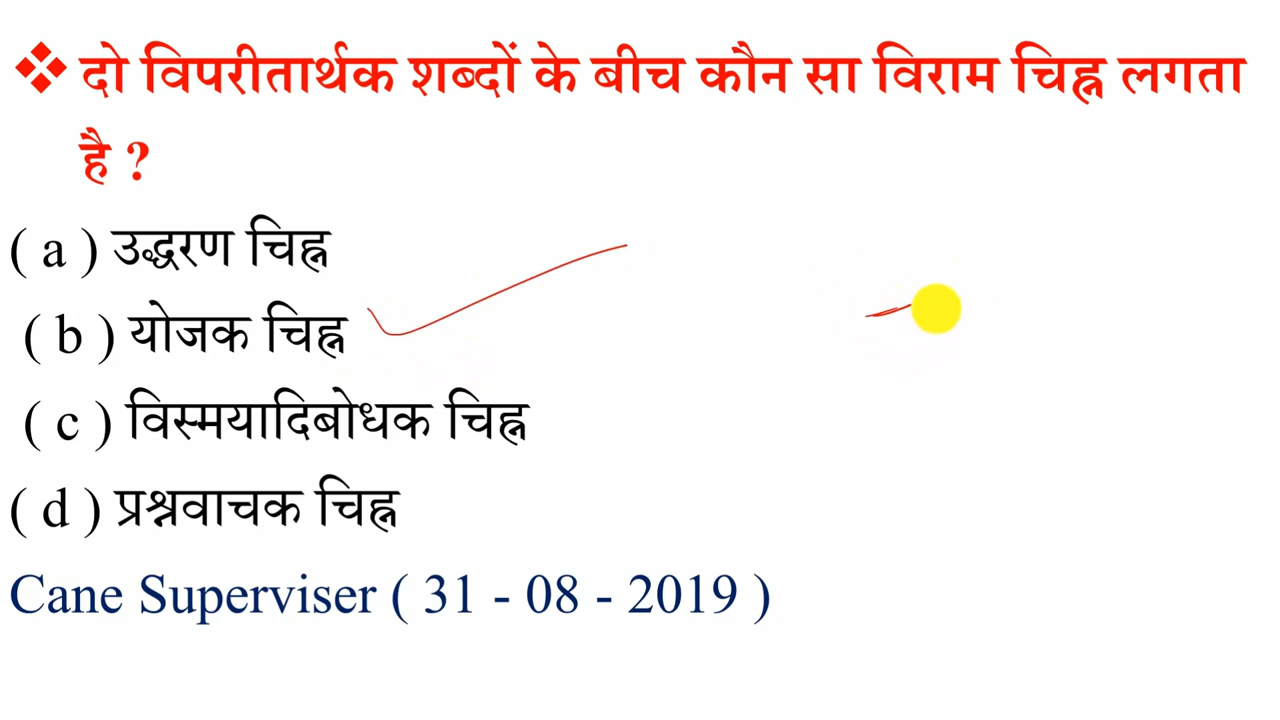 ❖ दो विपरीतार्थक शब्दों के बीच कौन सा विराम चिह्न लगता
है ?
( a ) उद्धरण चिह्न
( b ) योजक चिह्न
( c ) विस्मयादिबोधक चिह्न
( d ) प्रश्नवाचक चिह्न
Cane Superviser ( 31 - 08 - 2019 )